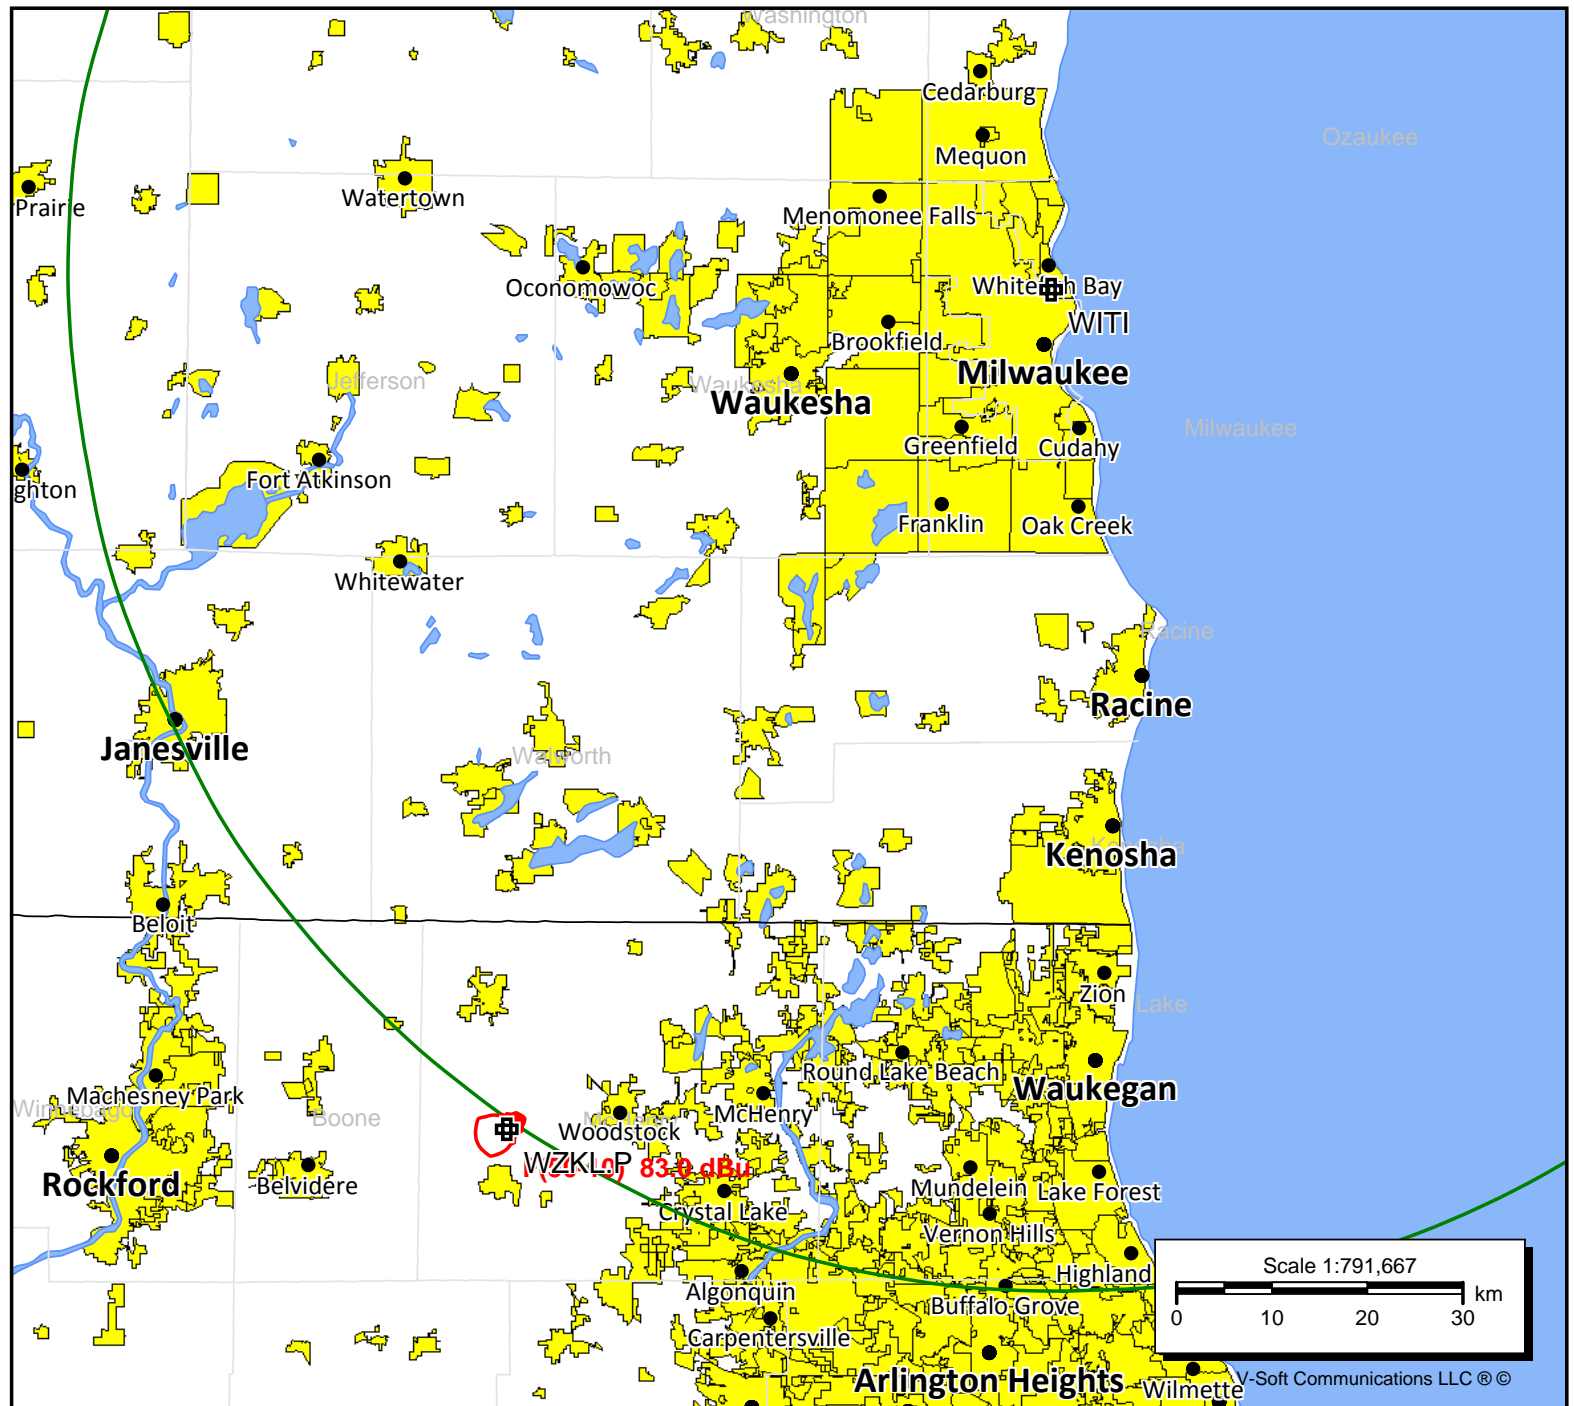 Washington
Cedarburg
Ozaukee
Mequon
Prairie
Watertown
Menomonee Falls
Oconomowoc
Bay
WITI
Brookfield
Milwaukee
Jefferson
Waukesha
Waukesha
Milwaukee
Greenfield
Cudahy
ghton
Fort Atkinson
Franklin
Oak Creek
Whitewater
Racine
Racine
Janesville
Walworth
Kenosha
Kenosha
Beloit
Zion
Lake
Round Lake Beach
Machesney Park
Waukegan
Winnebago
Boone
McHenry
Woodstock
WZKL.P
83.0 dBu
Rockford
Belvidere
Mundelein
Lake Forest
Crystal Lake
Vernon Hills
Highland
Algonquin
Buffalo Grove
Carpentersville
Scale 1:791,667
km
0 10 20 30
Arlington Heights
Wilmette
V-Soft Communications LLC ® ©